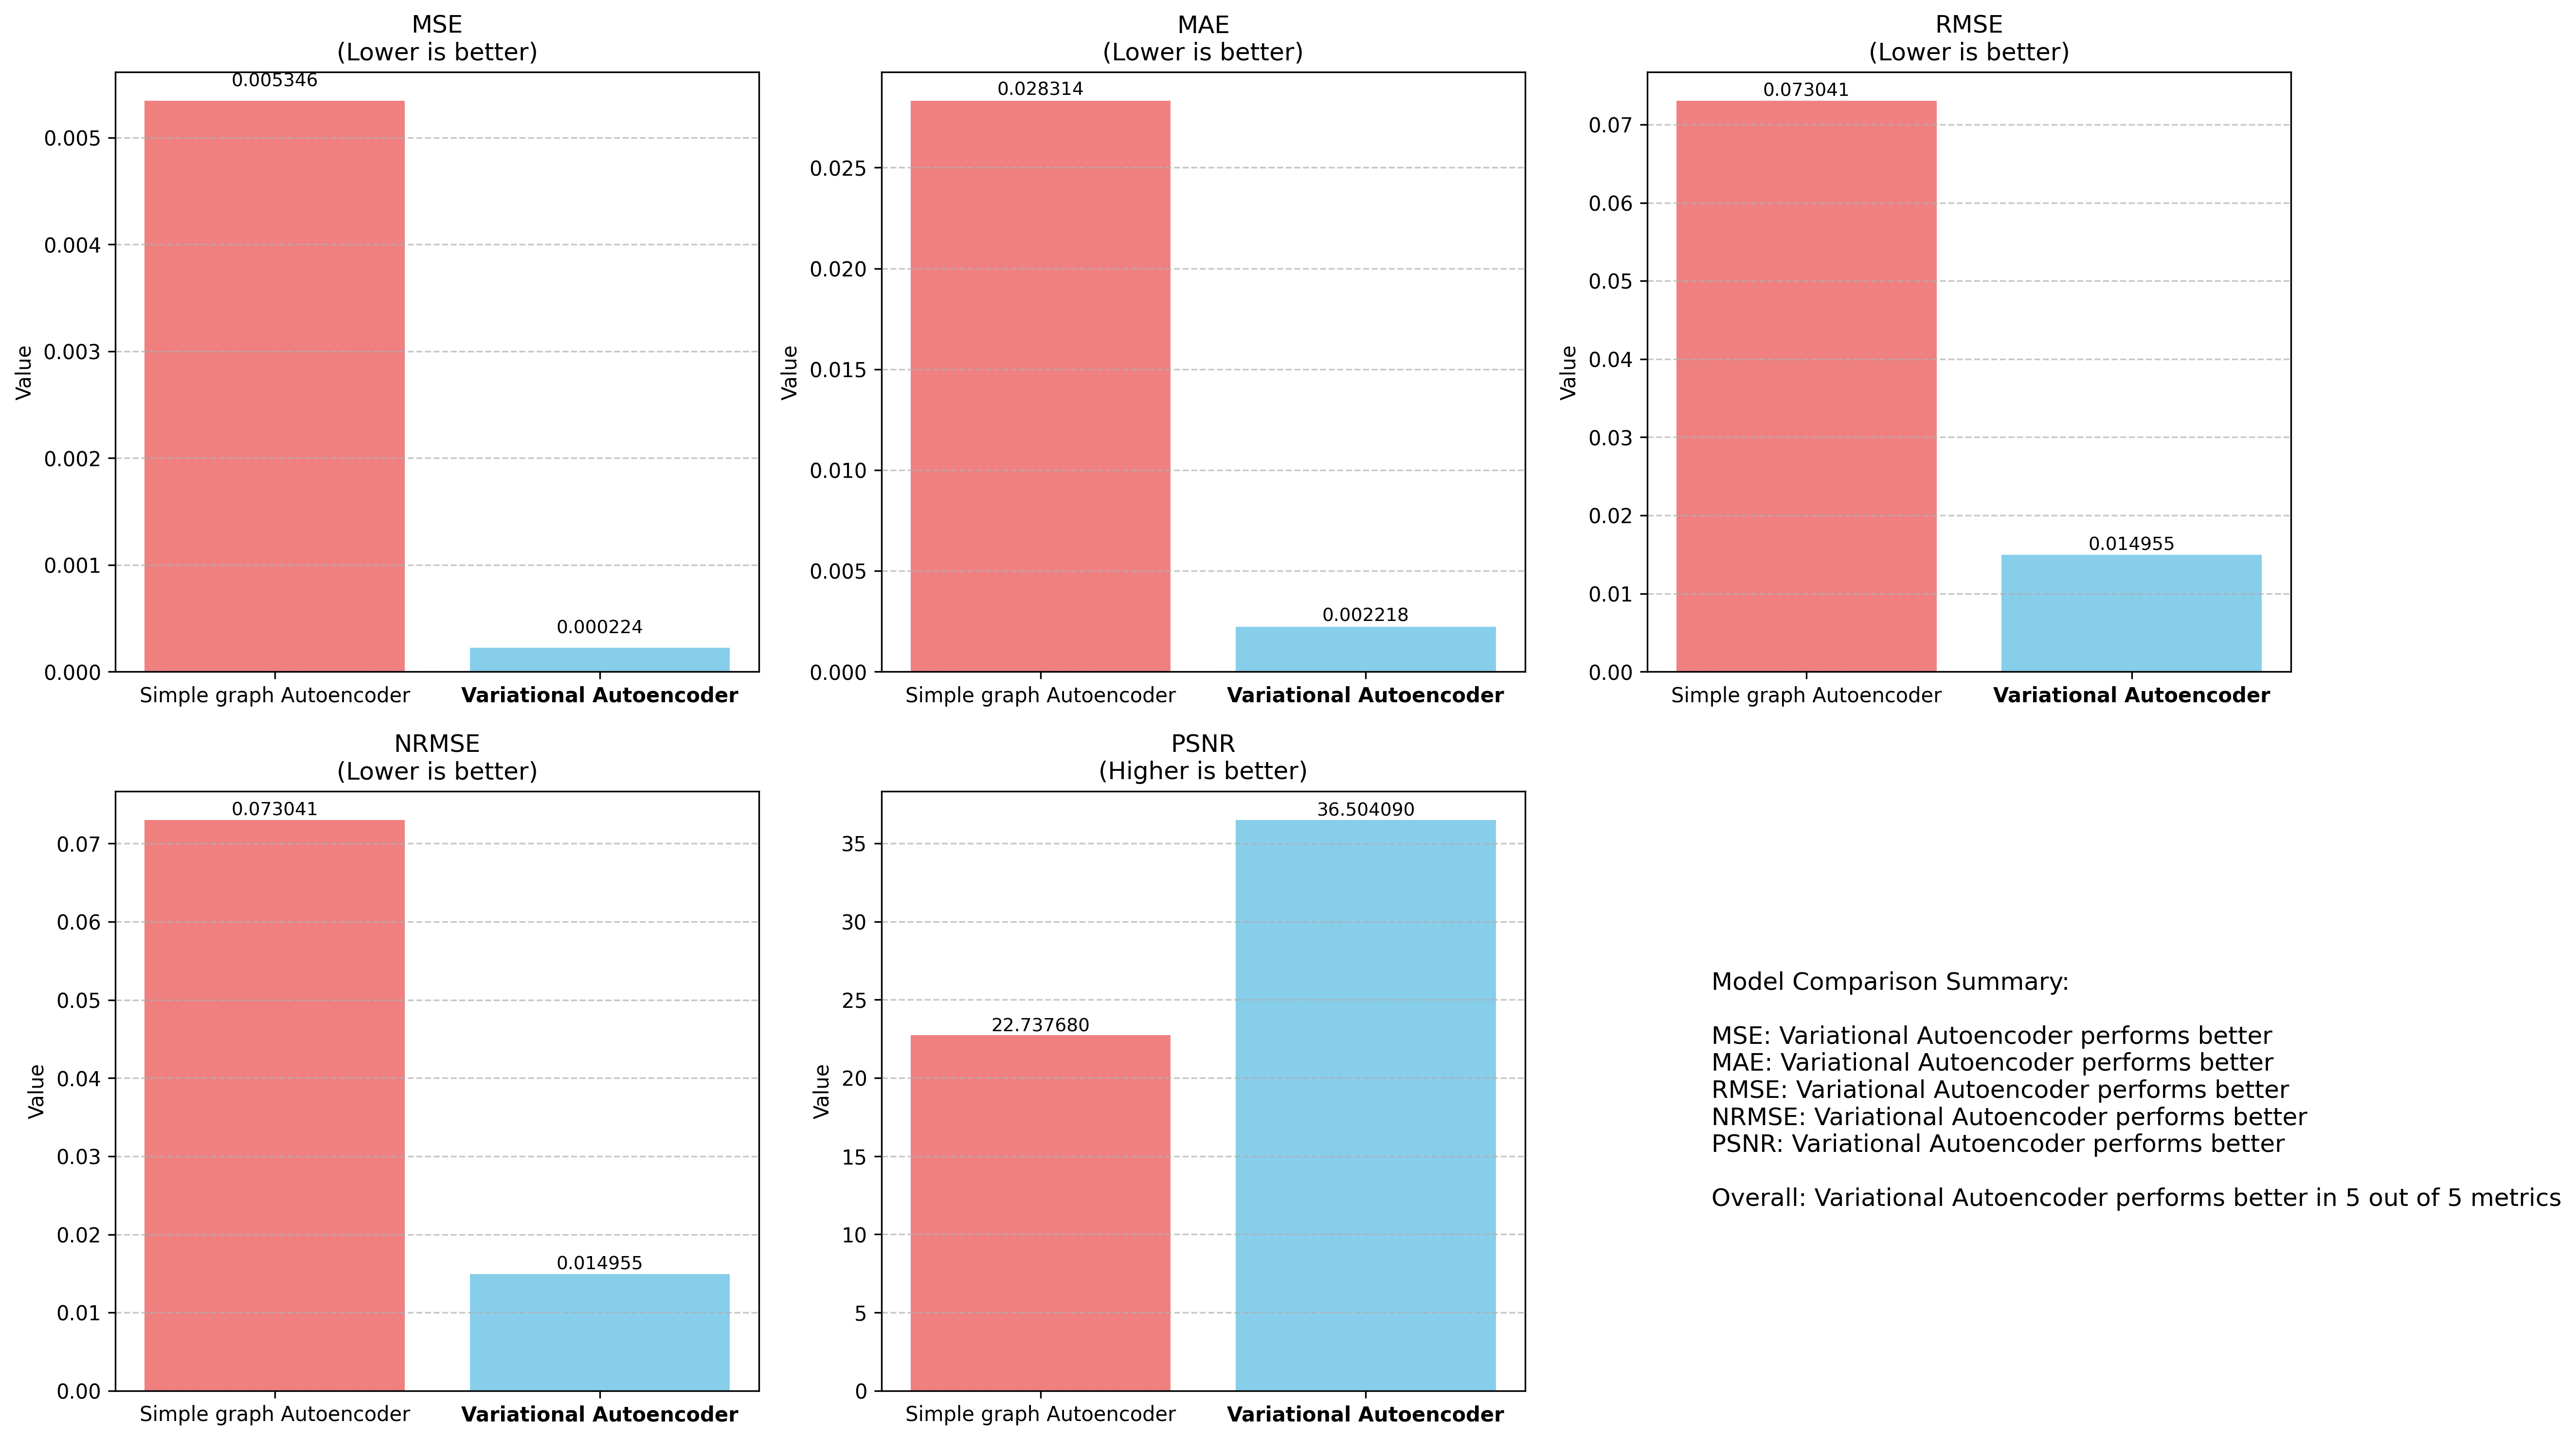 MSE
(Lower is better)
0.005346
0.000224
0.005
0.004
0.003
0.002
0.001
0.000
Value
Simple graph Autoencoder
Variational Autoencoder
MAE
(Lower is better)
0.028314
0.002218
0.025
0.020
0.015
0.010
0.005
0.000
Value
Simple graph Autoencoder
Variational Autoencoder
RMSE
(Lower is better)
0.073041
0.014955
0.07
0.06
0.05
0.04
0.03
0.02
0.01
0.00
Value
Simple graph Autoencoder
Variational Autoencoder
NRMSE
(Lower is better)
0.073041
0.014955
0.07
0.06
0.05
0.04
0.03
0.02
0.01
0.00
Value
Simple graph Autoencoder
Variational Autoencoder
PSNR
(Higher is better)
36.504090
22.737680
35
30
25
20
15
10
5
0
Value
Simple graph Autoencoder
Variational Autoencoder
Model Comparison Summary:
MSE: Variational Autoencoder performs better
MAE: Variational Autoencoder performs better
RMSE: Variational Autoencoder performs better
NRMSE: Variational Autoencoder performs better
PSNR: Variational Autoencoder performs better
Overall: Variational Autoencoder performs better in 5 out of 5 metrics